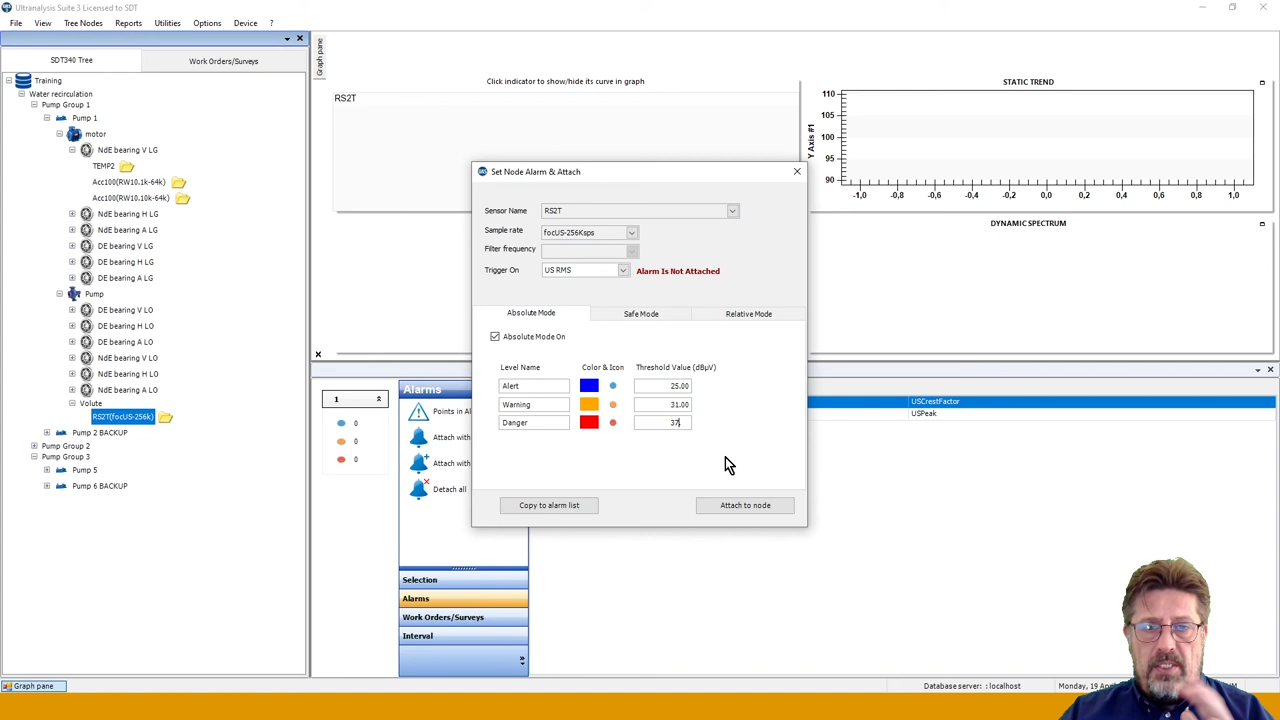 Ultranalysis Suite 3 Licensed to SDT
File View Tree Nodes Reports Utilities Options Device ?
SDT340 Tree Work Orders/Surveys
Training
Water recirculation
Pump Group 1
Pump 1
motor
NdE bearing V LG
TEMP2
Acc100(RW10.1k-64k)
Acc100(RW10.10k-64k)
NdE bearing H LG
NdE bearing A LG
DE bearing V LG
DE bearing H LG
DE bearing A LG
Pump
DE bearing V LO
DE bearing H LO
DE bearing A LO
NdE bearing V LO
NdE bearing H LO
NdE bearing A LO
Volute
RS2T(focUS-256k)
Pump 2 BACKUP
Pump Group 2
Pump Group 3
Pump 5
Pump 6 BACKUP
Graph pane
Click indicator to show/hide its curve in graph
RS2T
STATIC TREND
Y Axis #1
110
105
100
95
90
-1,0 -0,8 -0,6 -0,4 -0,2 0,0 0,2 0,4 0,6 0,8 1,0
DYNAMIC SPECTRUM
Set Node Alarm & Attach
Sensor Name RS2T
Sample rate focUS-256Ksps
Filter frequency
Trigger On US RMS Alarm Is Not Attached
Absolute Mode Safe Mode Relative Mode
Absolute Mode On
Level Name Color & Icon Threshold Value (dBµV)
Alert 25.00
Warning 31.00
Danger 37
Copy to alarm list Attach to node
1
0
0
0
Alarms
Points in Al
Attach with
Attach with
Detach all
Selection
Alarms
Work Orders/Surveys
Interval
USCrestFactor
USPeak
Graph pane
Database server: : localhost
Monday, 19 Ap